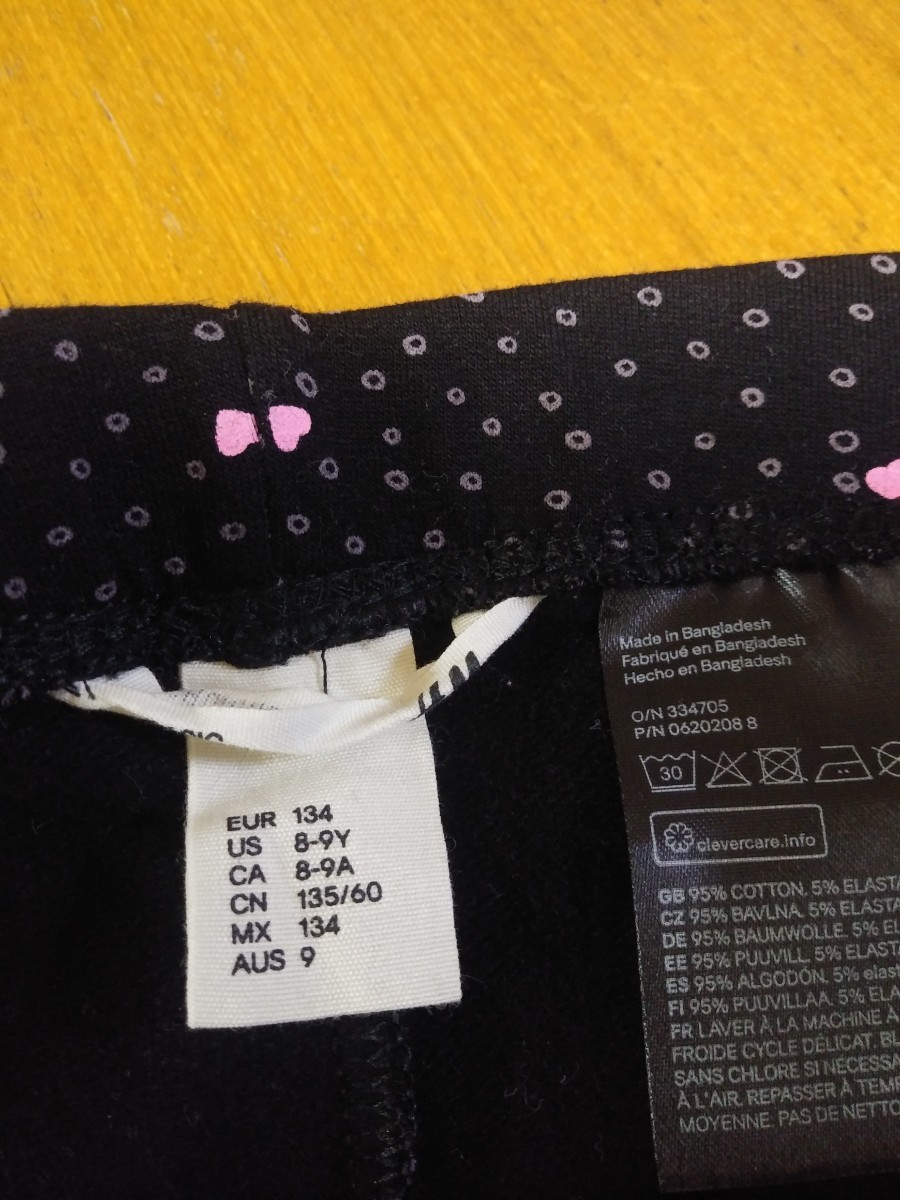 EUR 134
US 8-9Y
CA 8-9A
CN 135/60
MX 134
AUS 9
Made in Bangladesh
Fabriqué en Bangladesh
Hecho en Bangladesh
O/N 334705
P/N 0620208 8
30
clevercare.info
GB 95% COTTON. 5% ELASTA
CZ 95% BAVLNA. 5% ELASTA
DE 95% BAUMWOLLE. 5% EL
EE 95% PUUVILL. 5% ELASTA
ES 95% ALGODÓN. 5% elast
FI 95% PUUVILLAA. 5% ELA
FR LAVER À LA MACHINE À
FROIDE CYCLE DÉLICAT. BL
SANS CHLORE SI NÉCESSA
À L'AIR. REPASSER À TEMP
MOYENNE. PAS DE NETTO